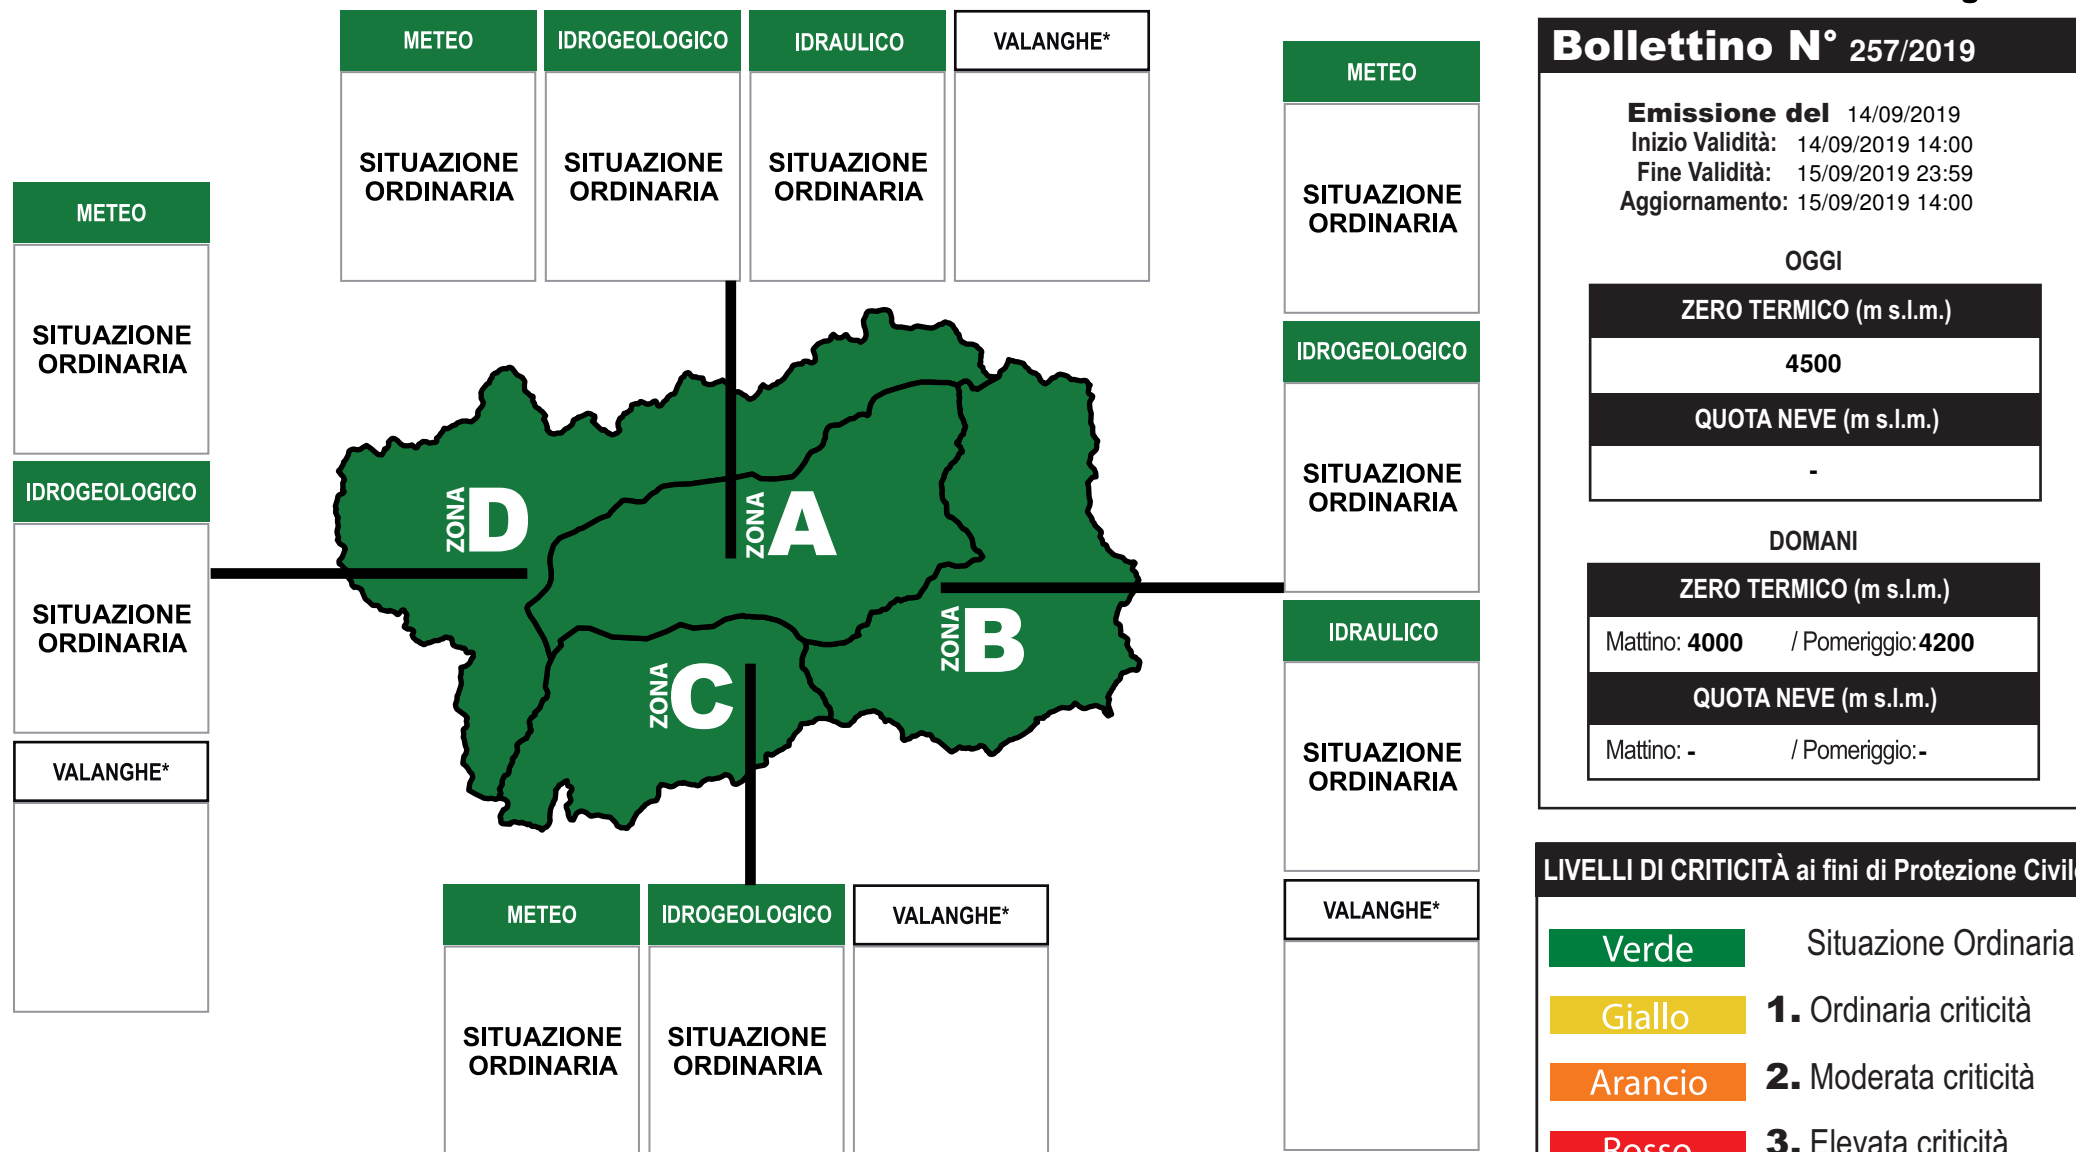 METEO
IDROGEOLOGICO
IDRAULICO
VALANGHE*
SITUAZIONE
ORDINARIA
SITUAZIONE
ORDINARIA
SITUAZIONE
ORDINARIA
METEO
SITUAZIONE
ORDINARIA
IDROGEOLOGICO
SITUAZIONE
ORDINARIA
VALANGHE*
ZONA D
ZONA A
ZONA B
ZONA C
METEO
SITUAZIONE
ORDINARIA
IDROGEOLOGICO
SITUAZIONE
ORDINARIA
IDRAULICO
SITUAZIONE
ORDINARIA
VALANGHE*
METEO
IDROGEOLOGICO
VALANGHE*
SITUAZIONE
ORDINARIA
SITUAZIONE
ORDINARIA
Bollettino N° 257/2019
Emissione del 14/09/2019
Inizio Validità: 14/09/2019 14:00
Fine Validità: 15/09/2019 23:59
Aggiornamento: 15/09/2019 14:00
OGGI
ZERO TERMICO (m s.l.m.)
4500
QUOTA NEVE (m s.l.m.)
-
DOMANI
ZERO TERMICO (m s.l.m.)
Mattino: 4000 / Pomeriggio: 4200
QUOTA NEVE (m s.l.m.)
Mattino: - / Pomeriggio: -
LIVELLI DI CRITICITÀ ai fini di Protezione Civile
Verde Situazione Ordinaria
Giallo 1. Ordinaria criticità
Arancio 2. Moderata criticità
Rosso 3. Elevata criticità